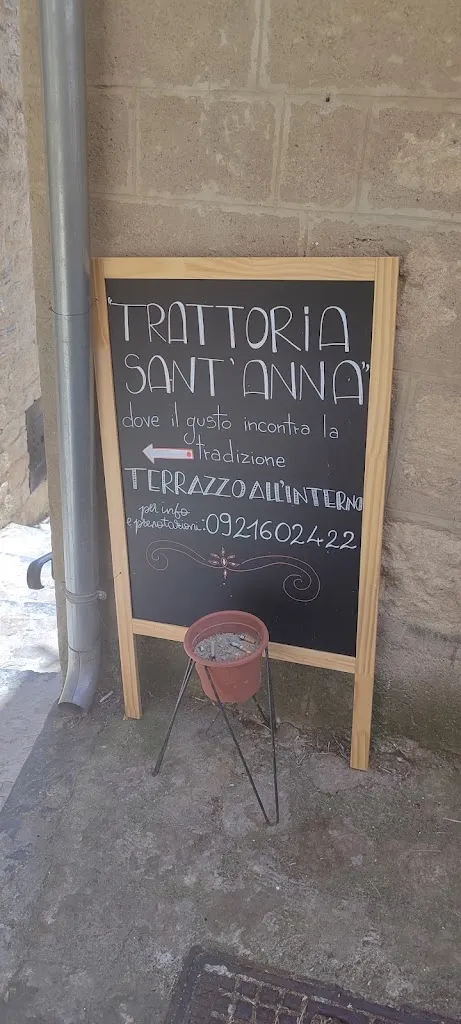 "TRATTORIA
SANT'ANNA"
dove il gusto incontra la
tradizione
TERRAZZO ALL'INTERNO
per info
e prenotazioni: 0921602422